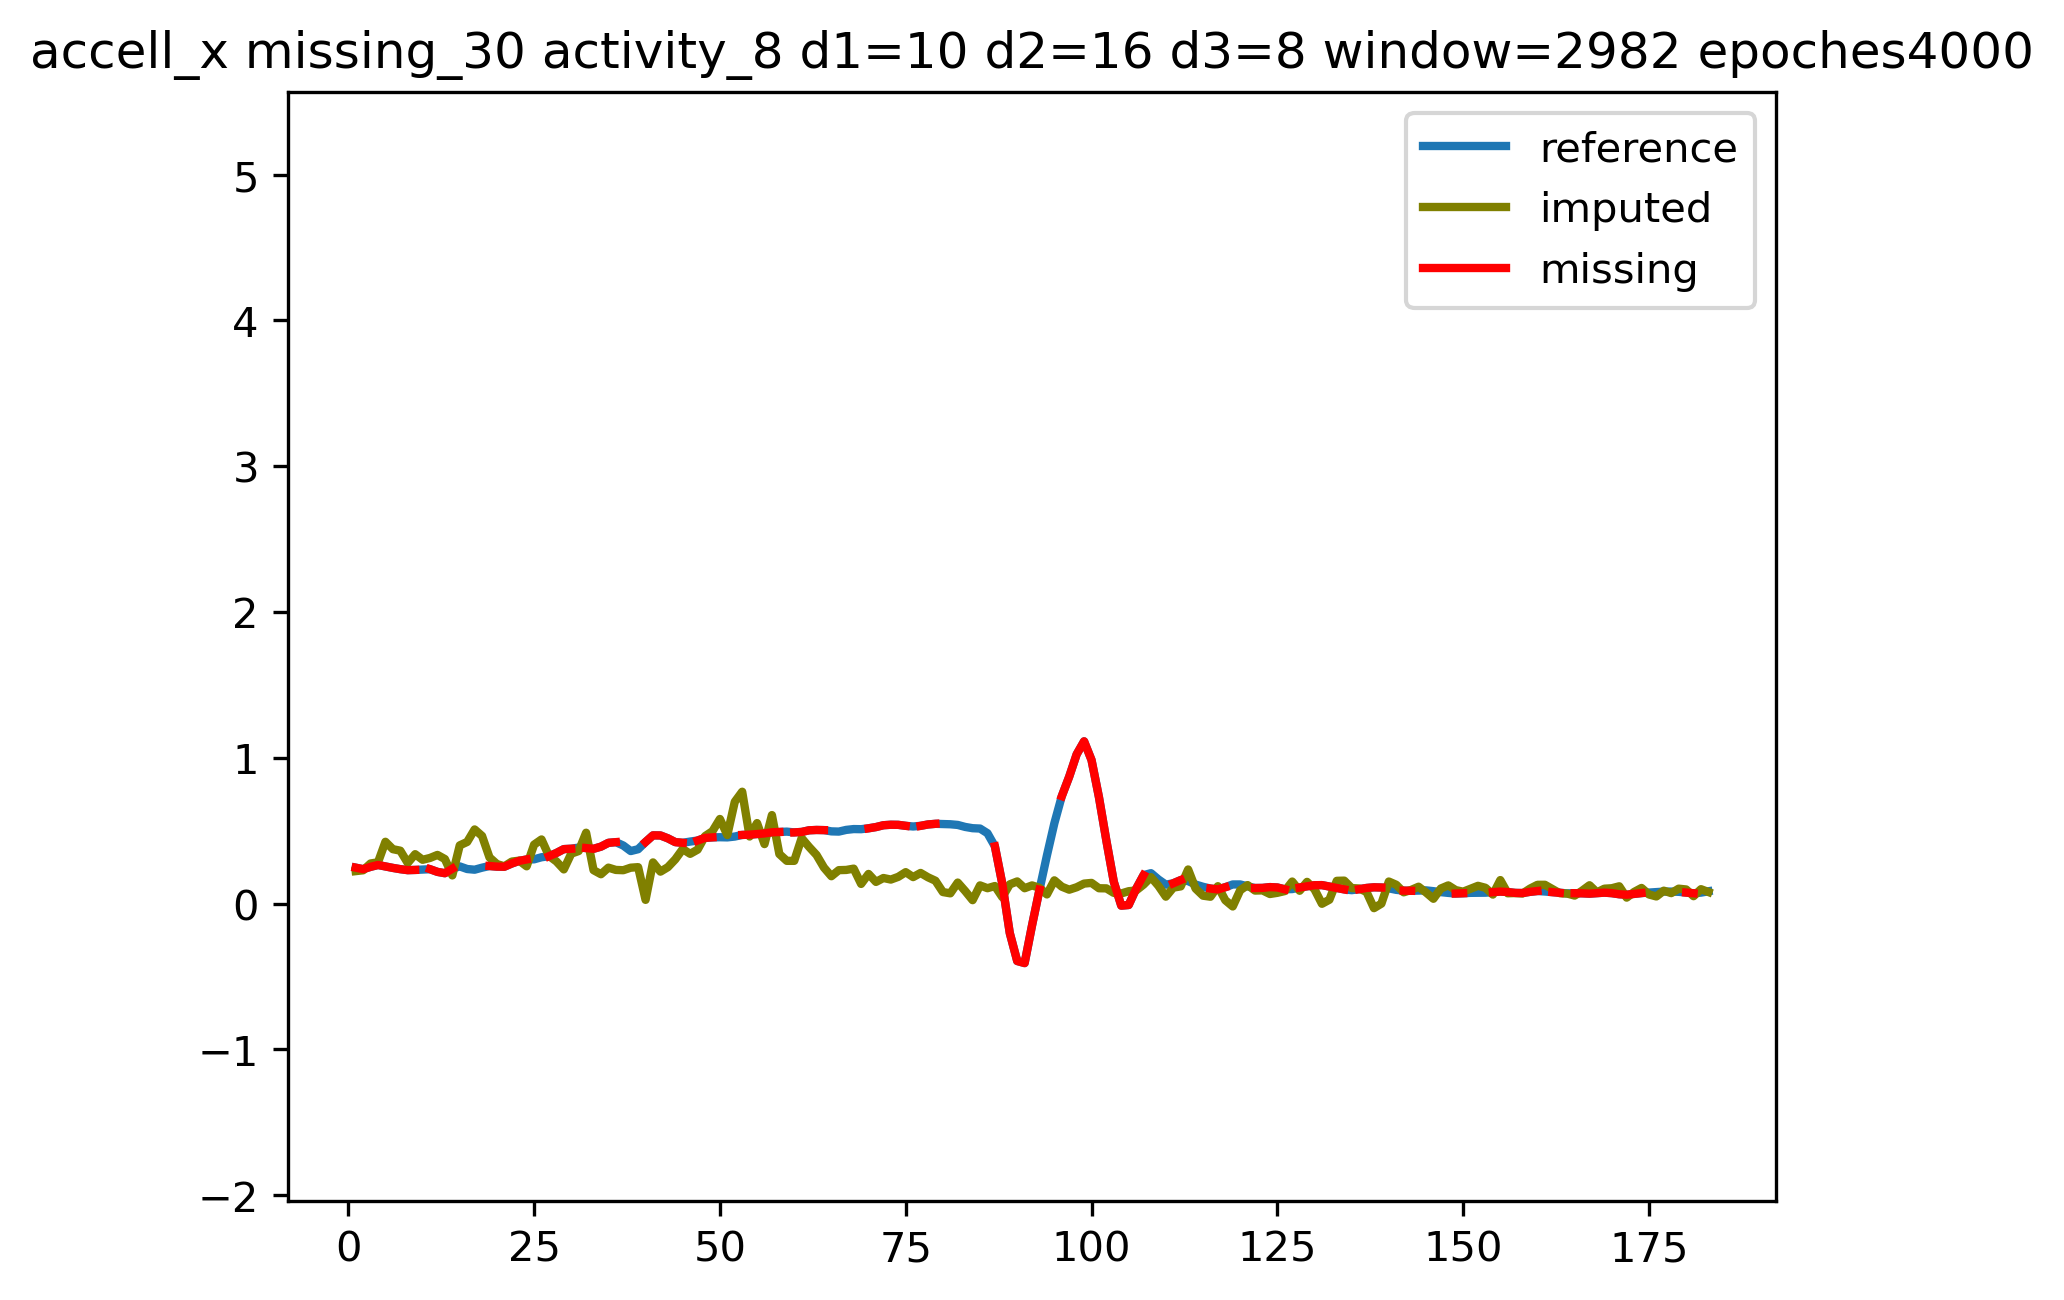 accell_x missing_30 activity_8 d1=10 d2=16 d3=8 window=2982 epoches4000
reference
imputed
missing
5
4
3
2
1
0
−1
−2
0 25 50 75 100 125 150 175